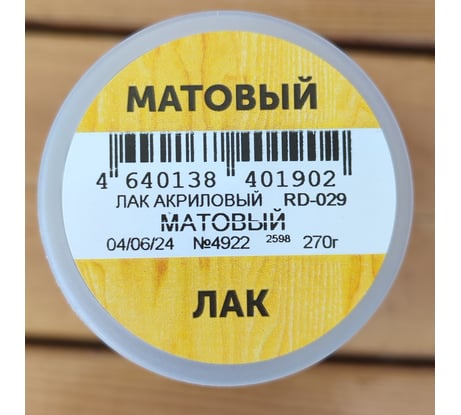 МАТОВЫЙ
4 640138 401902
ЛАК АКРИЛОВЫЙ RD-029
МАТОВЫЙ
04/06/24 №4922 2598 270г
ЛАК